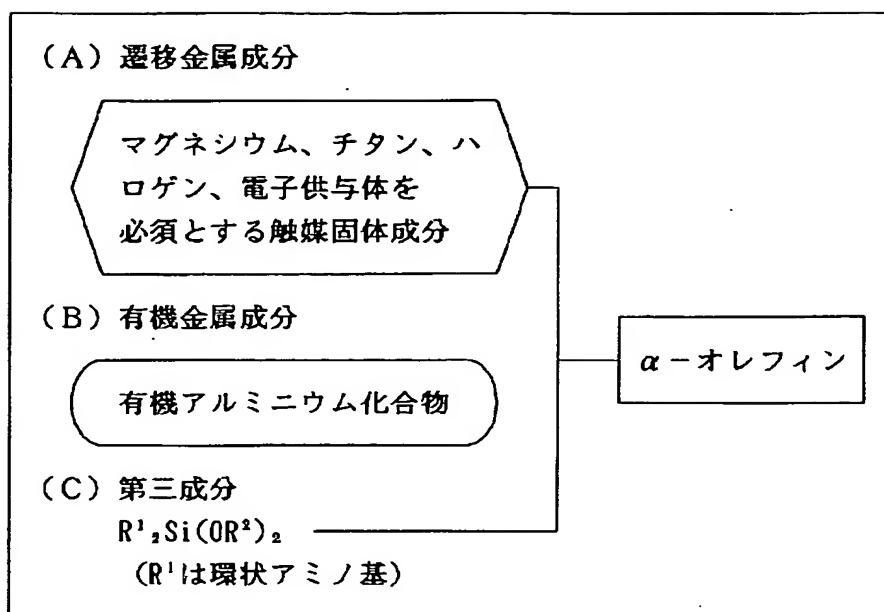 (A) 遷移金属成分
マグネシウム、チタン、ハ
ロゲン、電子供与体を
必須とする触媒固体成分
(B) 有機金属成分
有機アルミニウム化合物
α-オレフィン
(C) 第三成分
R¹₂Si(OR²)₂
(R¹は環状アミノ基)